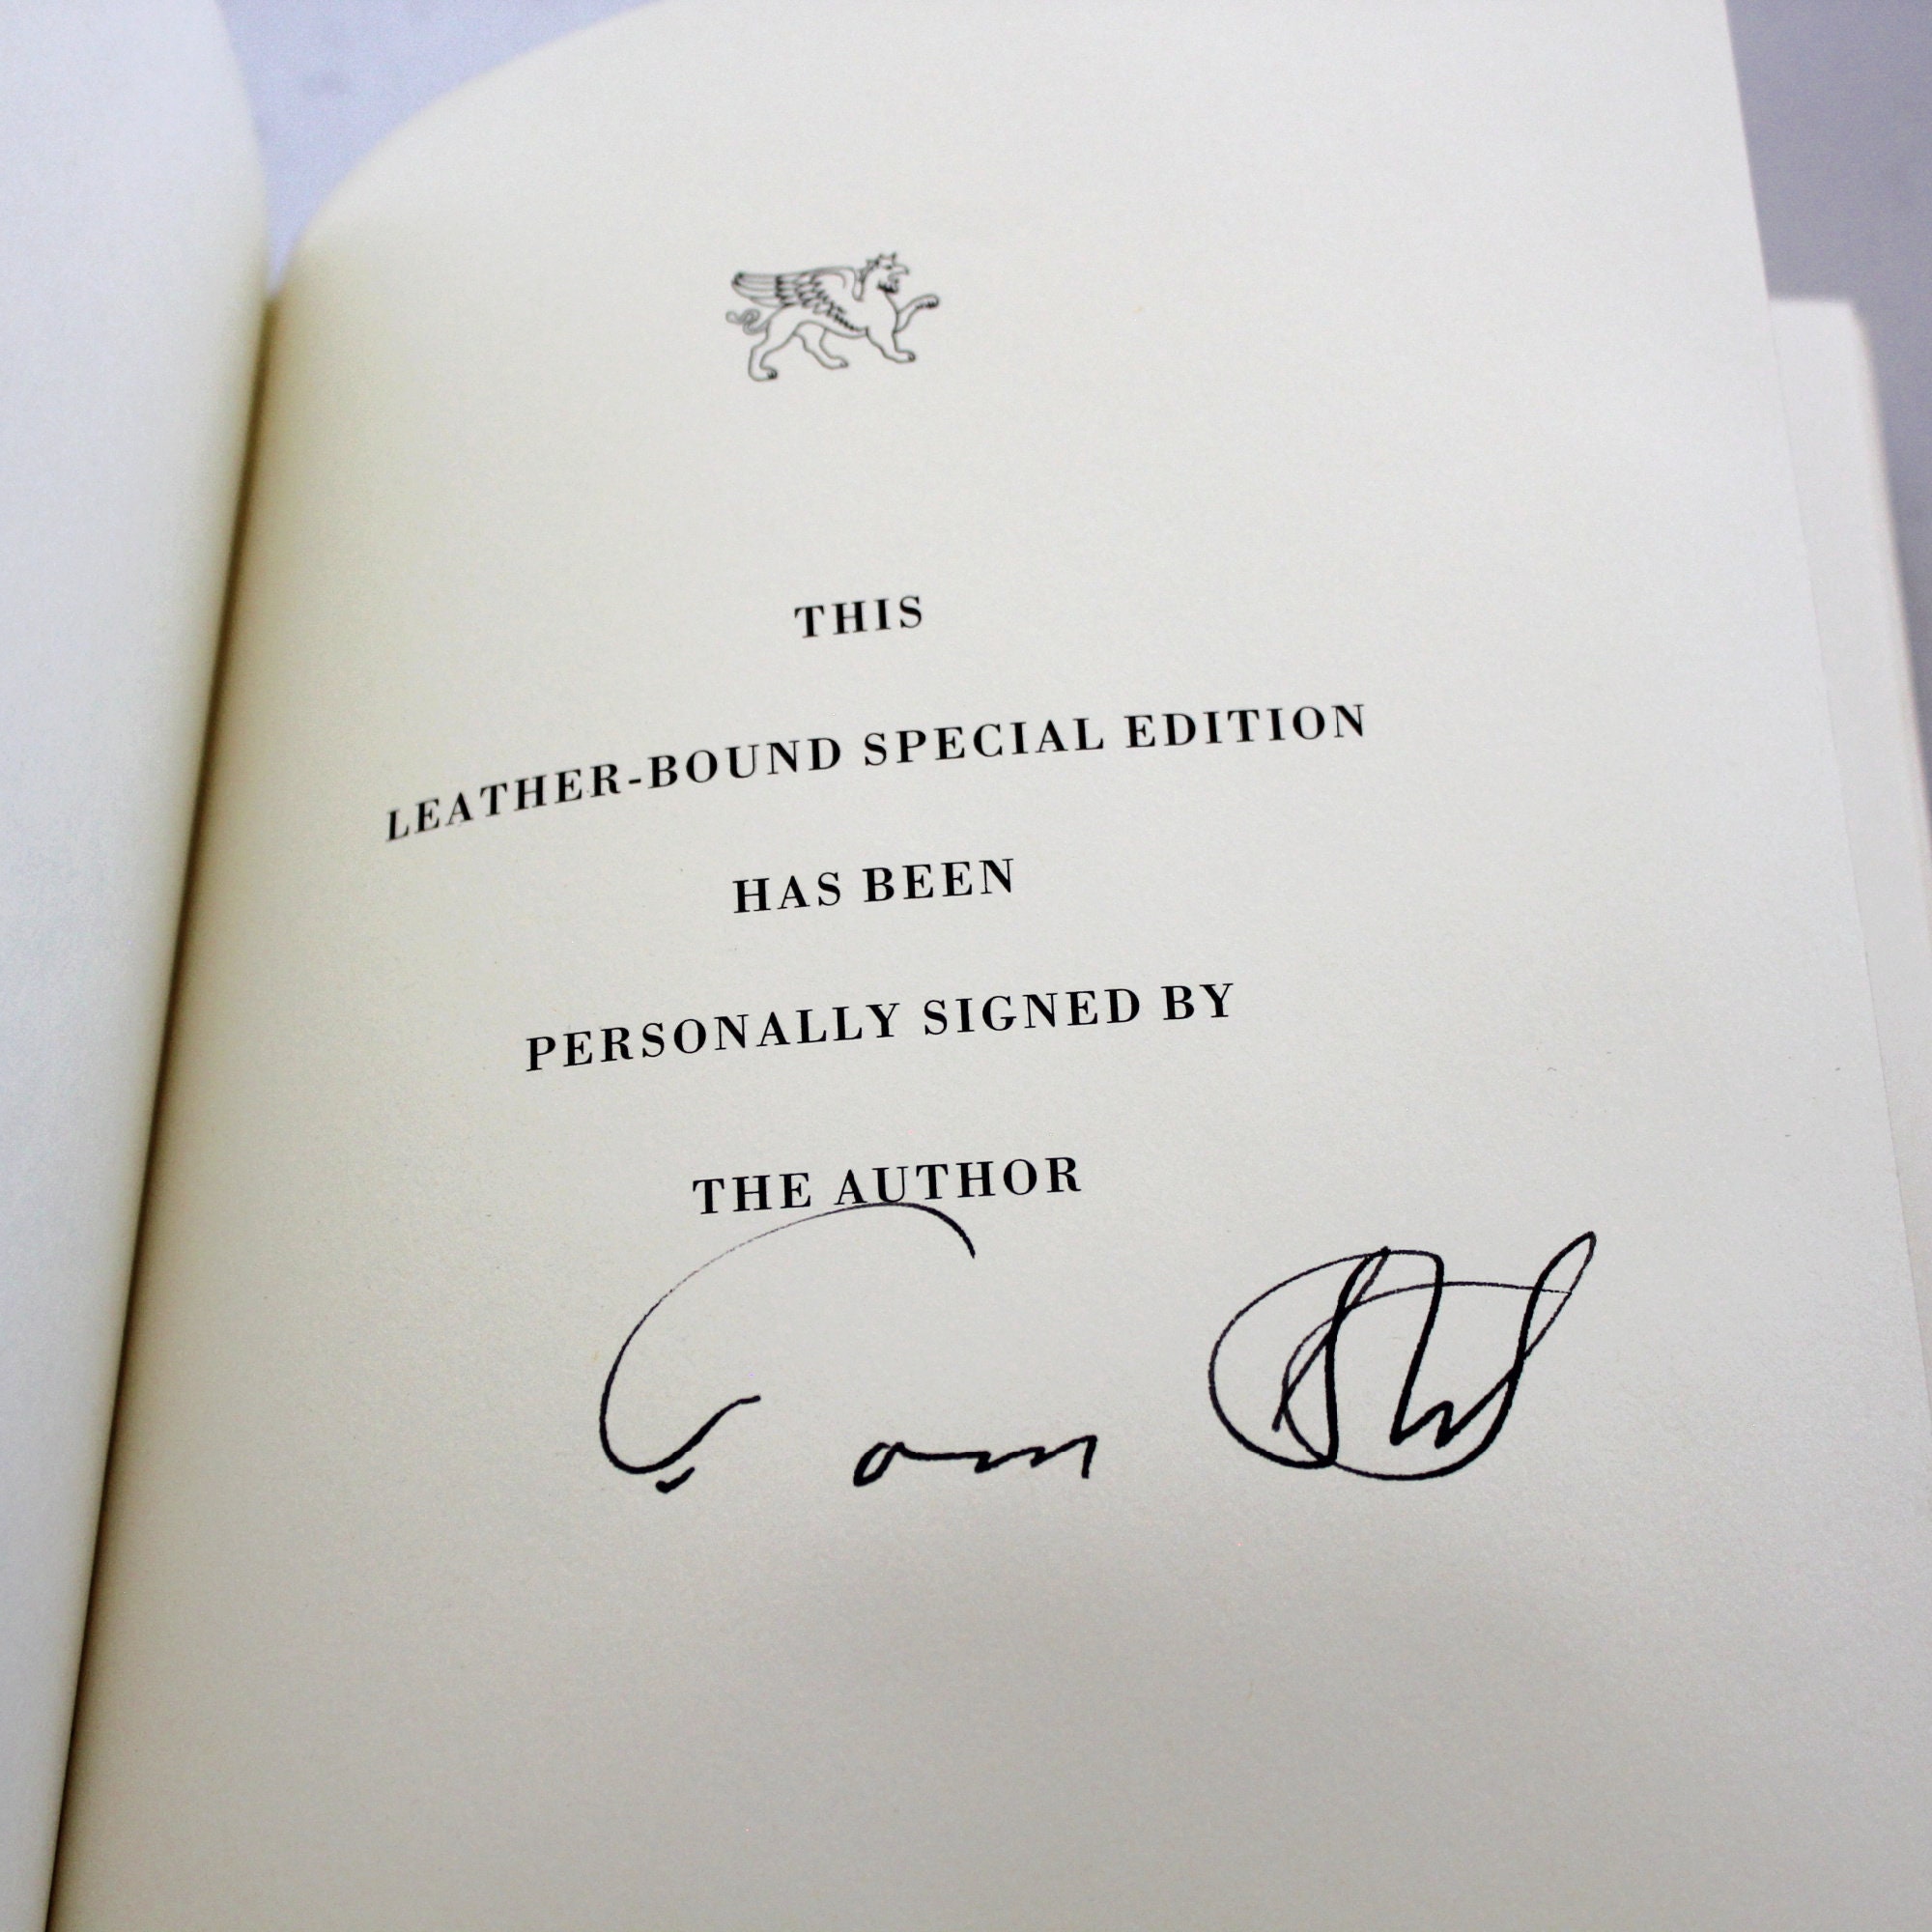 THIS
LEATHER-BOUND SPECIAL EDITION
HAS BEEN
PERSONALLY SIGNED BY
THE AUTHOR